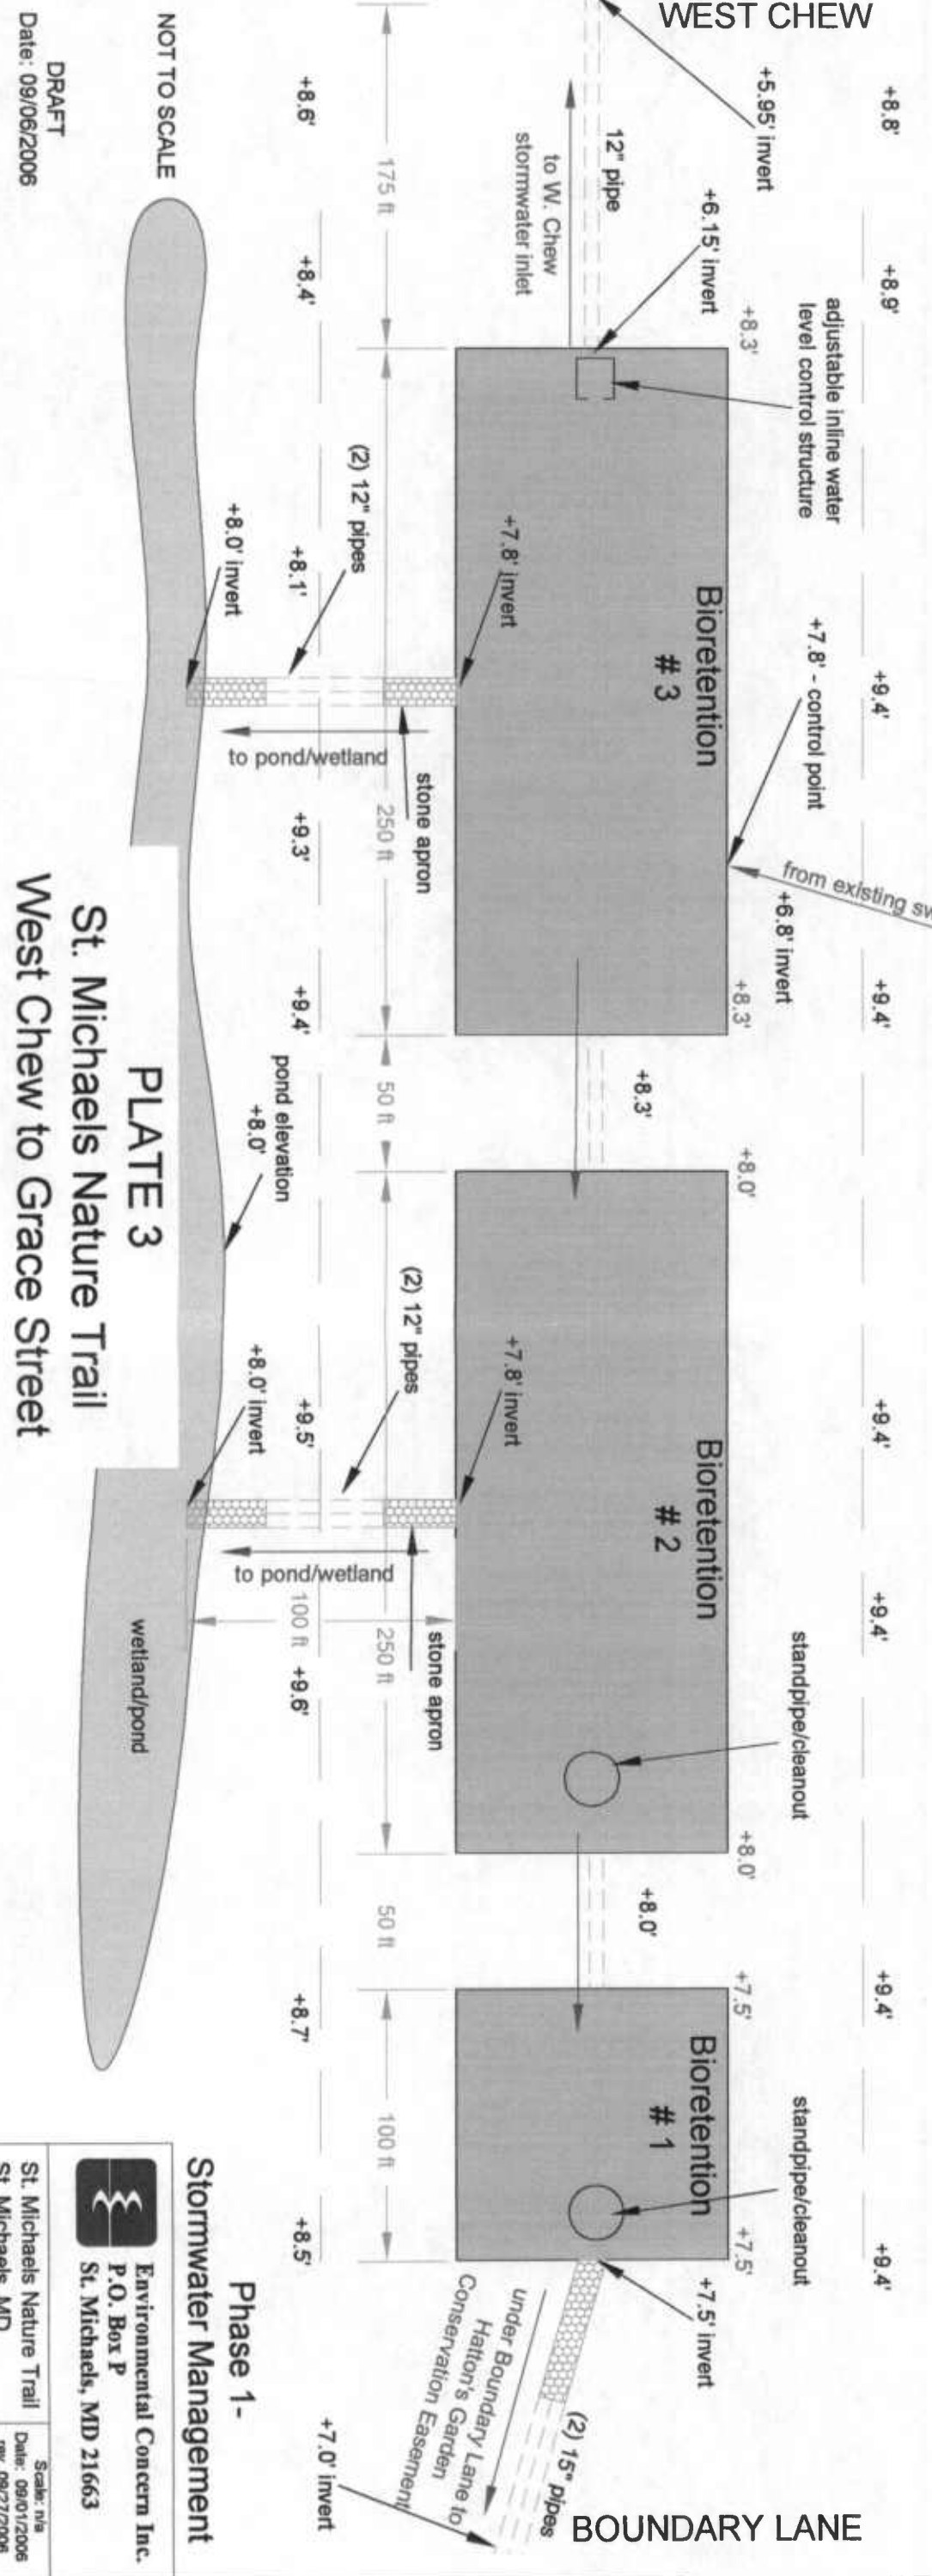 WEST CHEW
+8.8'
+8.9'
+9.4'
+9.4'
+9.4'
+9.4'
+9.4'
+9.4'
+5.95' invert
+6.15' invert
12" pipe
to W. Chew
stormwater inlet
adjustable inline water
level control structure
+8.3'
+7.8' - control point
from existing
+6.8' invert
+8.3'
Bioretention
# 3
+7.8' invert
+8.3'
+8.0'
Bioretention
# 2
+7.8' invert
standpipe/cleanout
+8.0'
+8.0'
+7.5'
Bioretention
# 1
standpipe/cleanout
+7.5'
+7.5' invert
under Boundary Lane to
Hatton's Garden
Conservation Easement
(2) 15" pipes
+7.0' invert
BOUNDARY LANE
175 ft
250 ft
50 ft
250 ft
50 ft
100 ft
(2) 12" pipes
stone apron
to pond/wetland
(2) 12" pipes
stone apron
to pond/wetland
100 ft
+8.6'
+8.4'
+8.1'
+9.3'
+9.4'
+9.5'
+9.6'
+8.7'
+8.5'
+8.0' invert
pond elevation
+8.0'
+8.0' invert
wetland/pond
NOT TO SCALE
DRAFT
Date: 09/06/2006
PLATE 3
St. Michaels Nature Trail
West Chew to Grace Street
Phase 1-
Stormwater Management
Environmental Concern Inc.
P.O. Box P
St. Michaels, MD 21663
St. Michaels Nature Trail
St. Michaels, MD
Scale: n/a
Date: 09/01/2006
rev. 09/27/2006